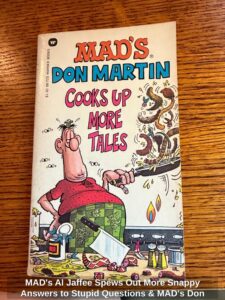 MAD'S
DON MARTIN
COOKS UP
MORE
TALES
MAD's Al Jaffee Spews Out More Snappy
Answers to Stupid Questions & MAD's Don